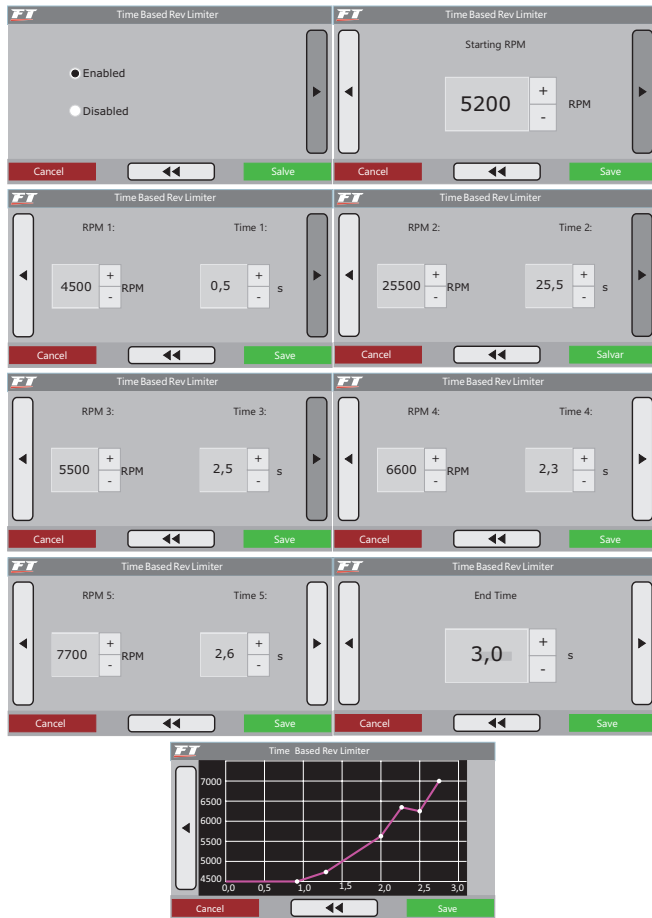 FT Time Based Rev Limiter
Enabled
Disabled
Cancel Salve
FT Time Based Rev Limiter
Starting RPM
5200 + - RPM
Cancel Save
FT Time Based Rev Limiter
RPM 1: Time 1:
4500 + - RPM 0,5 + - s
Cancel Save
FT Time Based Rev Limiter
RPM 2: Time 2:
25500 + - RPM 25,5 + - s
Cancel Salvar
FT Time Based Rev Limiter
RPM 3: Time 3:
5500 + - RPM 2,5 + - s
Cancel Save
FT Time Based Rev Limiter
RPM 4: Time 4:
6600 + - RPM 2,3 + - s
Cancel Save
FT Time Based Rev Limiter
RPM 5: Time 5:
7700 + - RPM 2,6 + - s
Cancel Save
FT Time Based Rev Limiter
End Time
3,0 + - s
Cancel Save
FT Time Based Rev Limiter
7000
6500
6000
5500
5000
4500
0,0 0,5 1,0 1,5 2,0 2,5 3,0
Cancel Save